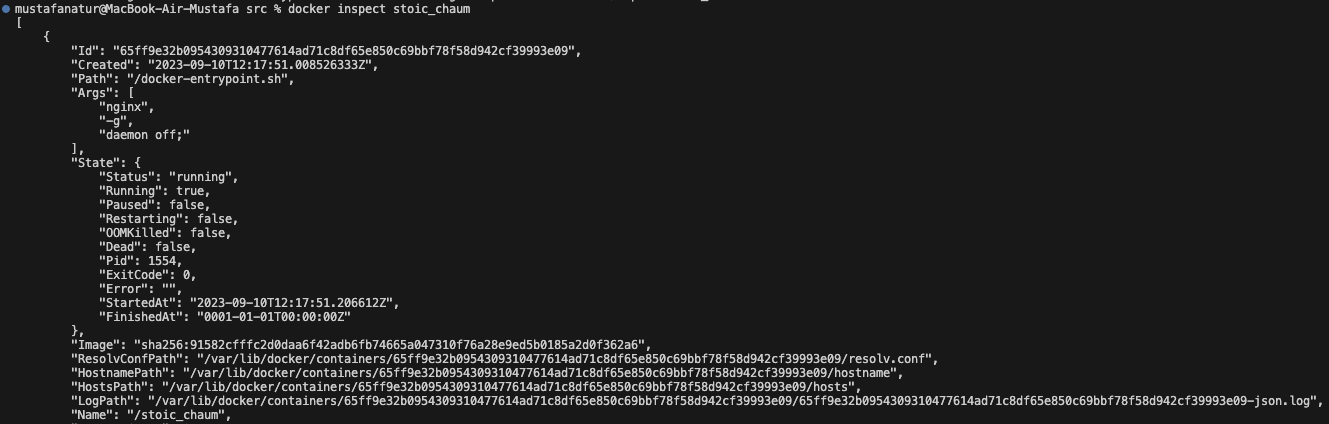 mustafanatur@MacBook-Air-Mustafa src % docker inspect stoic_chaum
[
    {
        "Id": "65ff9e32b0954309310477614ad71c8df65e850c69bbf78f58d942cf39993e09",
        "Created": "2023-09-10T12:17:51.008526333Z",
        "Path": "/docker-entrypoint.sh",
        "Args": [
            "nginx",
            "-g",
            "daemon off;"
        ],
        "State": {
            "Status": "running",
            "Running": true,
            "Paused": false,
            "Restarting": false,
            "OOMKilled": false,
            "Dead": false,
            "Pid": 1554,
            "ExitCode": 0,
            "Error": "",
            "StartedAt": "2023-09-10T12:17:51.206612Z",
            "FinishedAt": "0001-01-01T00:00:00Z"
        },
        "Image": "sha256:91582cfffc2d0daa6f42adb6fb74665a047310f76a28e9ed5b0185a2d0f362a6",
        "ResolvConfPath": "/var/lib/docker/containers/65ff9e32b0954309310477614ad71c8df65e850c69bbf78f58d942cf39993e09/resolv.conf",
        "HostnamePath": "/var/lib/docker/containers/65ff9e32b0954309310477614ad71c8df65e850c69bbf78f58d942cf39993e09/hostname",
        "HostsPath": "/var/lib/docker/containers/65ff9e32b0954309310477614ad71c8df65e850c69bbf78f58d942cf39993e09/hosts",
        "LogPath": "/var/lib/docker/containers/65ff9e32b0954309310477614ad71c8df65e850c69bbf78f58d942cf39993e09/65ff9e32b0954309310477614ad71c8df65e850c69bbf78f58d942cf39993e09-json.log",
        "Name": "/stoic_chaum",